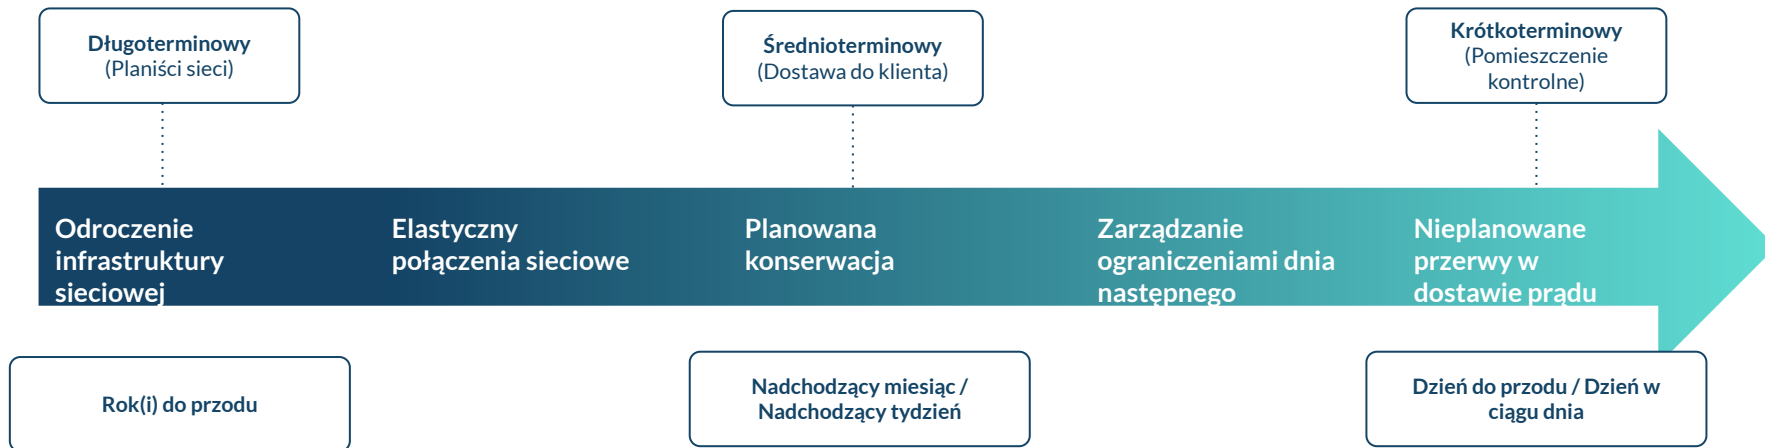 Długoterminowy
(Planiści sieci)
Średnioterminowy
(Dostawa do klienta)
Krótkoterminowy
(Pomieszczenie
kontrolne)
Odroczenie
infrastruktury
sieciowej
Elastyczny
połączenia sieciowe
Planowana
konserwacja
Zarządzanie
ograniczeniami dnia
następnego
Nieplanowane
przerwy w
dostawie prądu
Rok(i) do przodu
Nadchodzący miesiąc /
Nadchodzący tydzień
Dzień do przodu / Dzień w
ciągu dnia